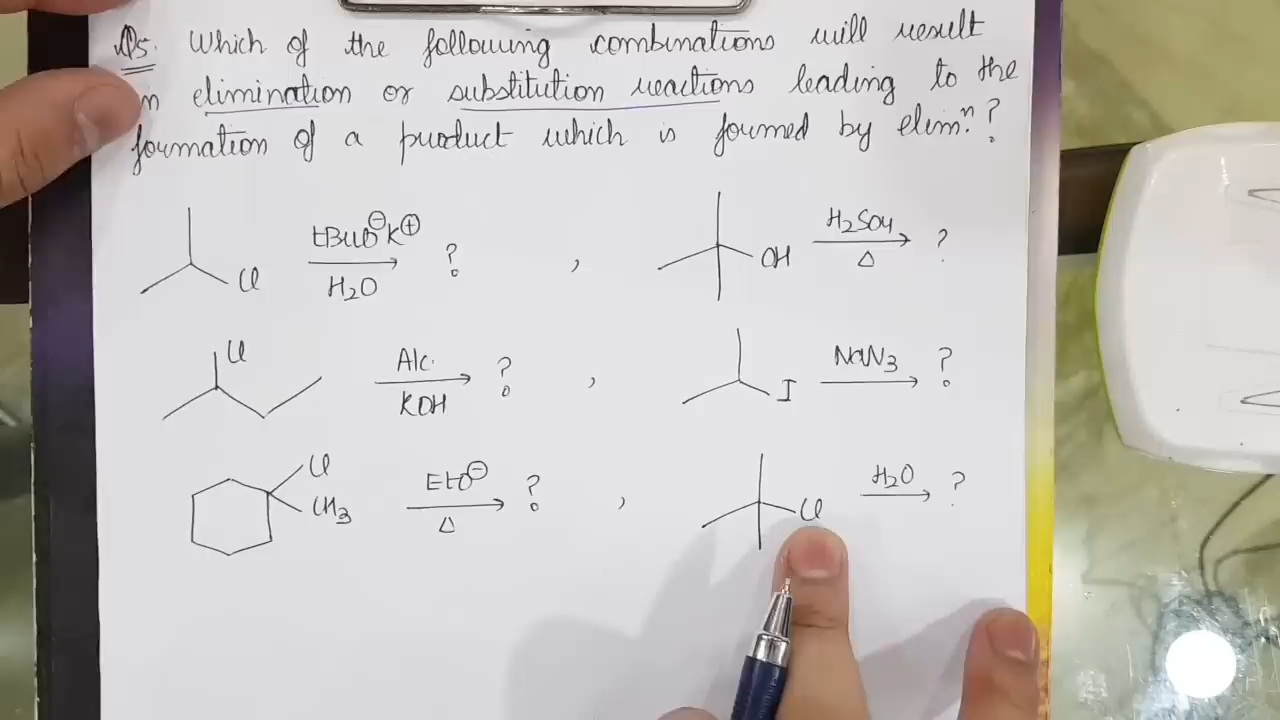 Q5. Which of the following combinations will result
in elimination or substitution reactions leading to the
formation of a product which is formed by elimⁿ. ?
Cl tBuO⊖K⊕ H2O ? , OH H2SO4 Δ ?
Cl Alc. KOH ? , I NaN3 ?
Cl CH3 EtO⊖ Δ ? , Cl H2O ?